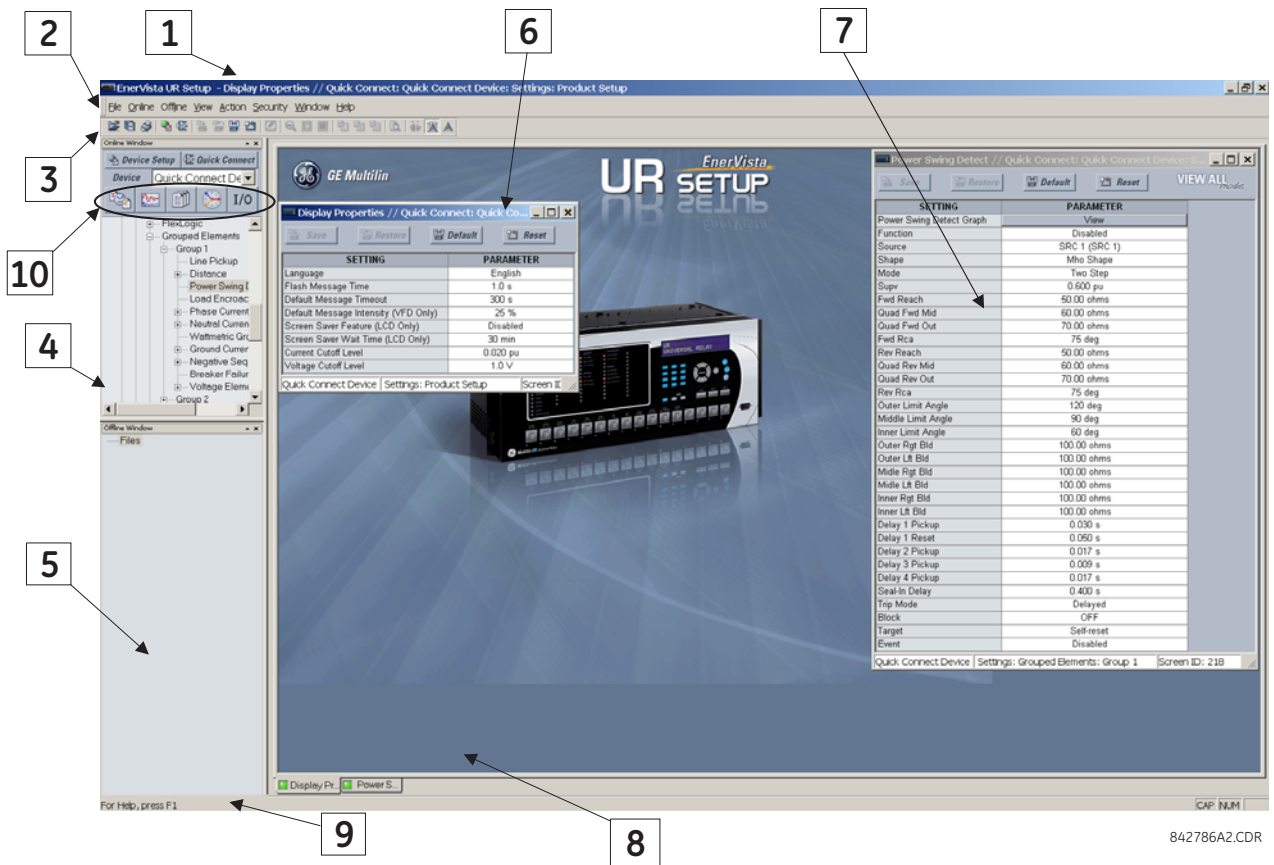 2
1
6
7
EnerVista UR Setup - Display Properties // Quick Connect: Quick Connect Device: Settings: Product Setup
File Online Offline View Action Security Window Help
3
Online Window
Device Setup Quick Connect
Device Quick Connect De
I/O
10
FlexLogic
Grouped Elements
Group 1
Line Pickup
Distance
Power Swing D
Load Encroac
Phase Current
Neutral Curren
Wattmetric Grc
Ground Currer
Negative Seq
Breaker Failur
Voltage Eleme
Group 2
4
Offline Window
Files
5
GE Multilin
EnerVista
UR SETUP
Display Properties // Quick Connect: Quick Co...
Save Restore Default Reset
SETTING PARAMETER
Language English
Flash Message Time 1.0 s
Default Message Timeout 300 s
Default Message Intensity (VFD Only) 25 %
Screen Saver Feature (LCD Only) Disabled
Screen Saver Wait Time (LCD Only) 30 min
Current Cutoff Level 0.020 pu
Voltage Cutoff Level 1.0 V
Quick Connect Device Settings: Product Setup Screen ID
UR
UNIVERSAL RELAY
Power Swing Detect // Quick Connect: Quick Connect Device: S...
Save Restore Default Reset VIEW ALL mode
SETTING PARAMETER
Power Swing Detect Graph View
Function Disabled
Source SRC 1 (SRC 1)
Shape Mho Shape
Mode Two Step
Supv 0.600 pu
Fwd Reach 50.00 ohms
Quad Fwd Mid 60.00 ohms
Quad Fwd Out 70.00 ohms
Fwd Rca 75 deg
Rev Reach 50.00 ohms
Quad Rev Mid 60.00 ohms
Quad Rev Out 70.00 ohms
Rev Rca 75 deg
Outer Limit Angle 120 deg
Middle Limit Angle 90 deg
Inner Limit Angle 60 deg
Outer Rgt Bld 100.00 ohms
Outer Lft Bld 100.00 ohms
Midle Rgt Bld 100.00 ohms
Midle Lft Bld 100.00 ohms
Inner Rgt Bld 100.00 ohms
Inner Lft Bld 100.00 ohms
Delay 1 Pickup 0.030 s
Delay 1 Reset 0.050 s
Delay 2 Pickup 0.017 s
Delay 3 Pickup 0.009 s
Delay 4 Pickup 0.017 s
Seal-In Delay 0.400 s
Trip Mode Delayed
Block OFF
Target Self-reset
Event Disabled
Quick Connect Device Settings: Grouped Elements: Group 1 Screen ID: 218
Display Pr... Power S...
For Help, press F1
CAP NUM
9
8
842786A2.CDR